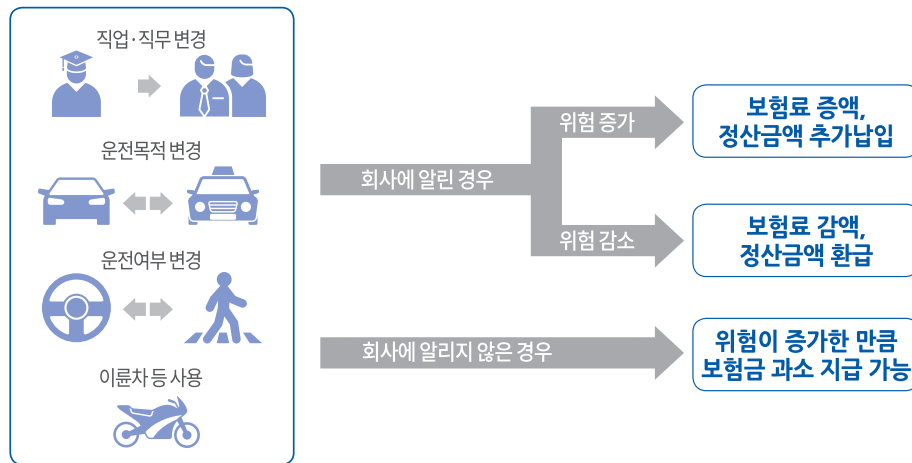 직업·직무 변경
운전목적 변경
운전여부 변경
이륜차 등 사용
회사에 알린 경우
위험 증가
보험료 증액,
정산금액 추가납입
위험 감소
보험료 감액,
정산금액 환급
회사에 알리지 않은 경우
위험이 증가한 만큼
보험금 과소 지급 가능